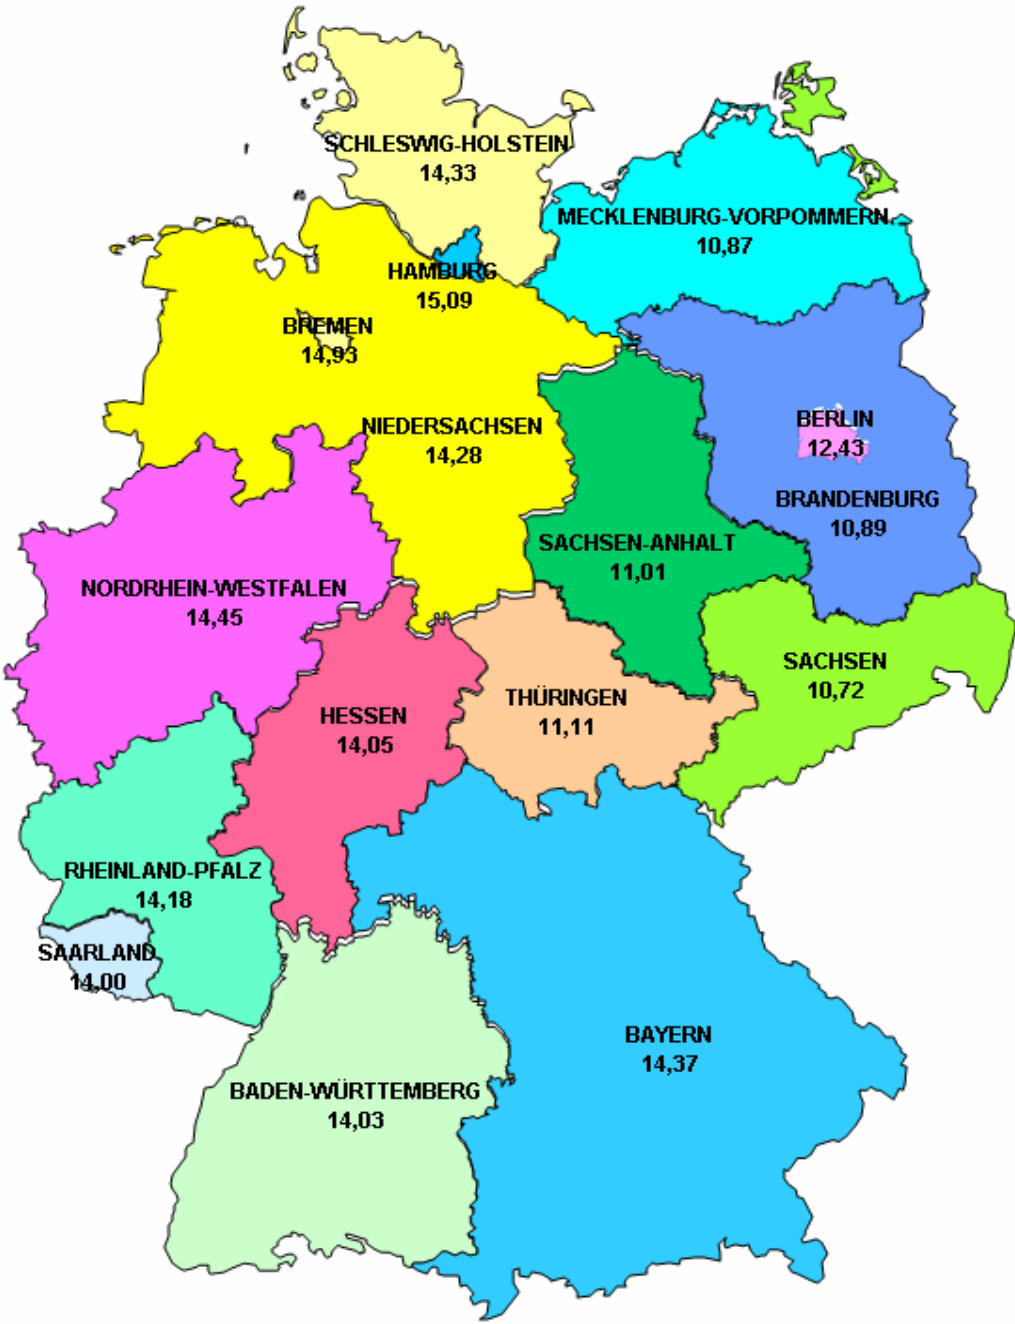 SCHLESWIG-HOLSTEIN
14,33
MECKLENBURG-VORPOMMERN
10,87
HAMBURG
15,09
BREMEN
14,93
NIEDERSACHSEN
14,28
BERLIN
12,43
BRANDENBURG
10,89
SACHSEN-ANHALT
11,01
NORDRHEIN-WESTFALEN
14,45
SACHSEN
10,72
THÜRINGEN
11,11
HESSEN
14,05
RHEINLAND-PFALZ
14,18
SAARLAND
14,00
BAYERN
14,37
BADEN-WÜRTTEMBERG
14,03